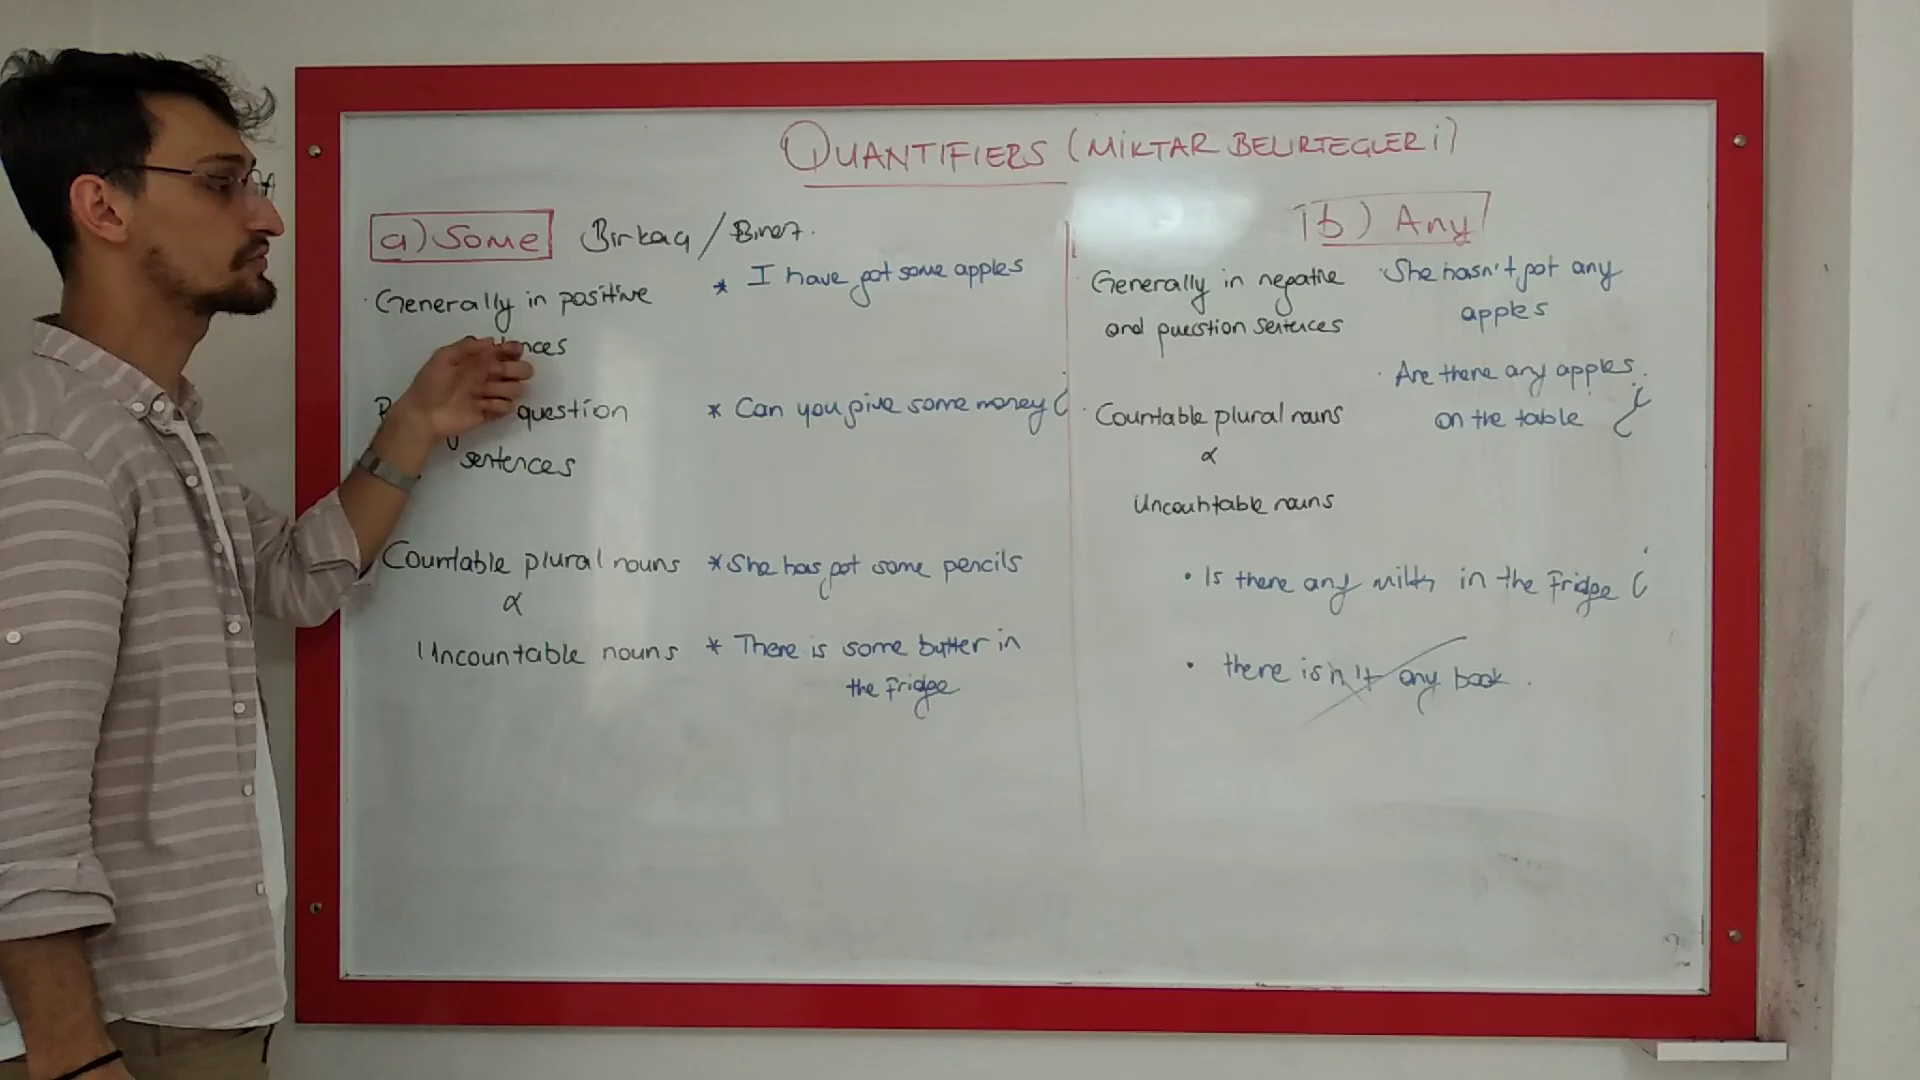 QUANTIFIERS (MİKTAR BELİRTEÇLERİ)
a) Some Birkaç / Biraz.
Generally in positive
* I have got some apples
question
sentences
* Can you give some money ?
Countable plural nouns
&
Uncountable nouns
* She has got some pencils
* There is some butter in
the fridge
b) Any
Generally in negative
and question sentences
· She hasn't got any
apples
· Are there any apples
on the table ?
Countable plural nouns
&
Uncountable nouns
• Is there any milk in the fridge ?
• there isn't any book .